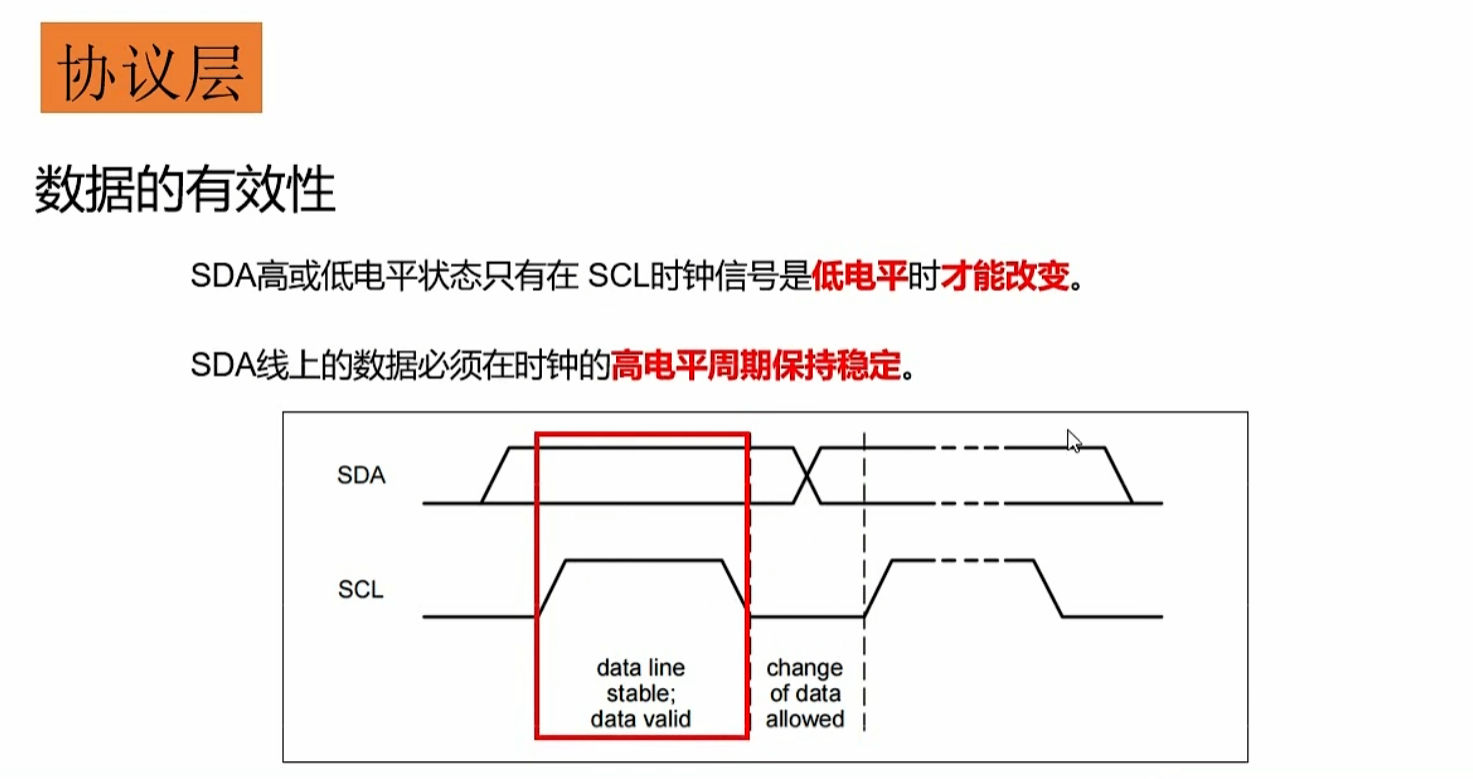 协议层
数据的有效性
SDA高或低电平状态只有在 SCL时钟信号是低电平时才能改变。
SDA线上的数据必须在时钟的高电平周期保持稳定。
SDA
SCL
data line
stable;
data valid
change
of data
allowed